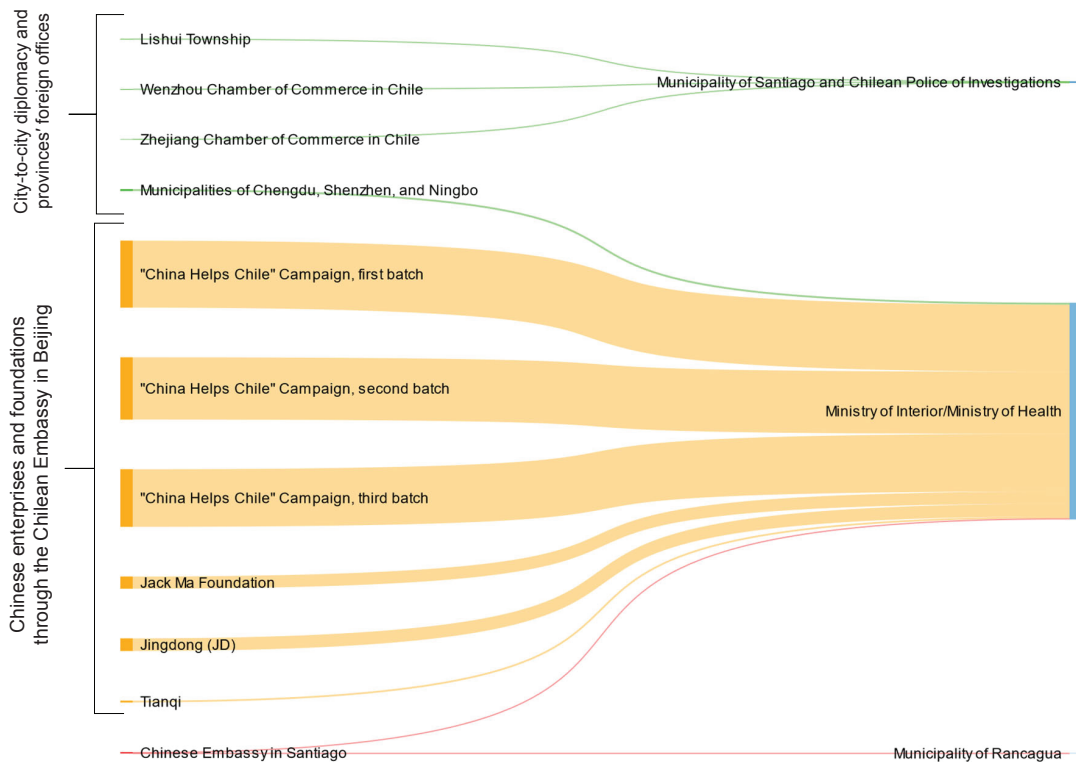 City-to-city diplomacy and
provinces' foreign offices
Lishui Township
Wenzhou Chamber of Commerce in Chile
Zhejiang Chamber of Commerce in Chile
Municipalities of Chengdu, Shenzhen, and Ningbo
Municipality of Santiago and Chilean Police of Investigations
Chinese enterprises and foundations
through the Chilean Embassy in Beijing
"China Helps Chile" Campaign, first batch
"China Helps Chile" Campaign, second batch
"China Helps Chile" Campaign, third batch
Jack Ma Foundation
Jingdong (JD)
Tianqi
Ministry of Interior/Ministry of Health
Chinese Embassy in Santiago
Municipality of Rancagua